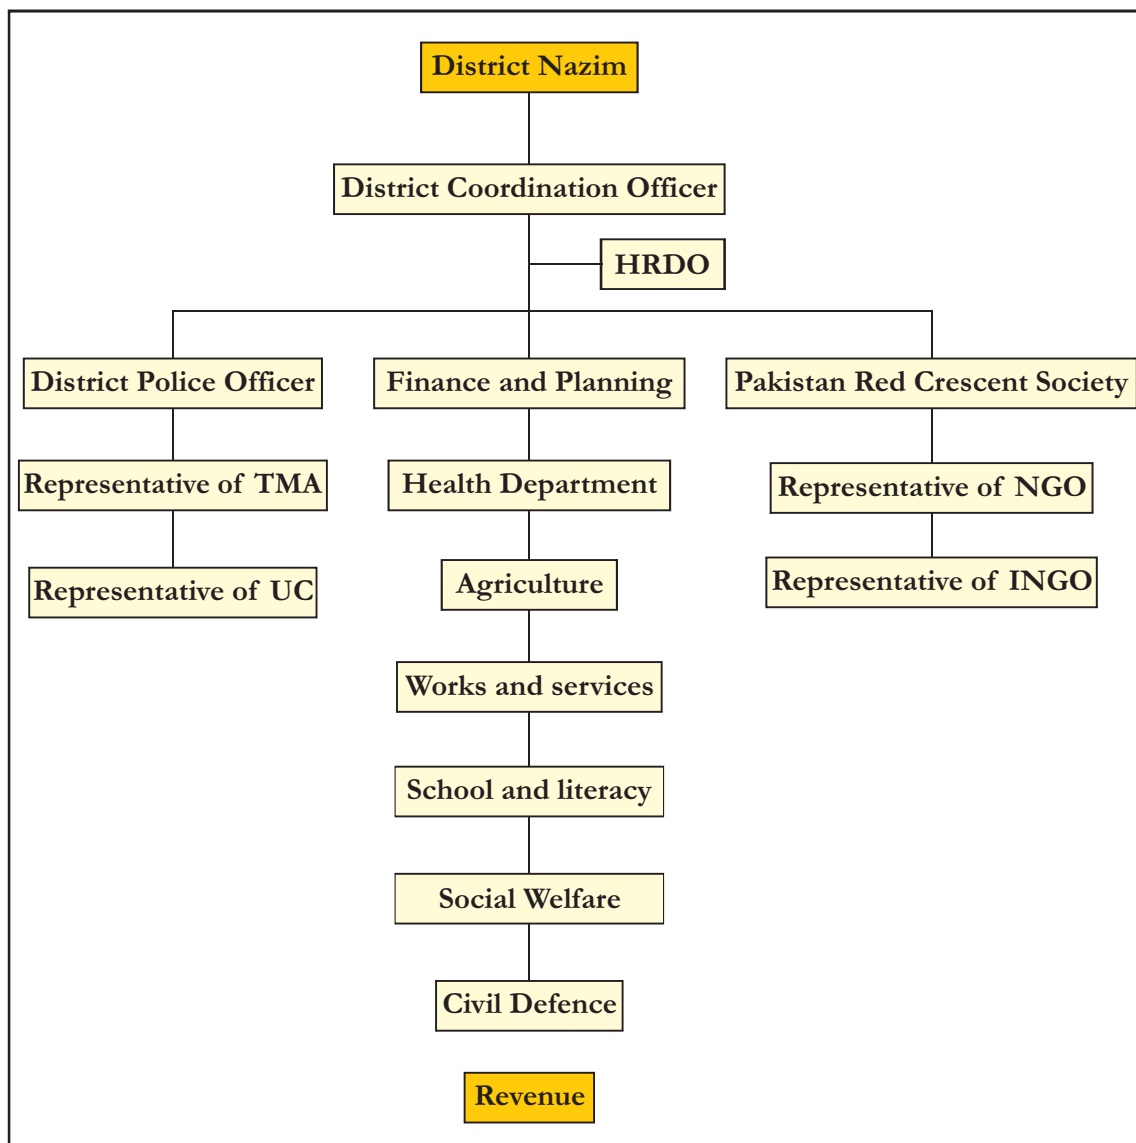 District Nazim
District Coordination Officer
HRDO
District Police Officer
Finance and Planning
Pakistan Red Crescent Society
Representative of TMA
Health Department
Representative of NGO
Representative of UC
Agriculture
Representative of INGO
Works and services
School and literacy
Social Welfare
Civil Defence
Revenue